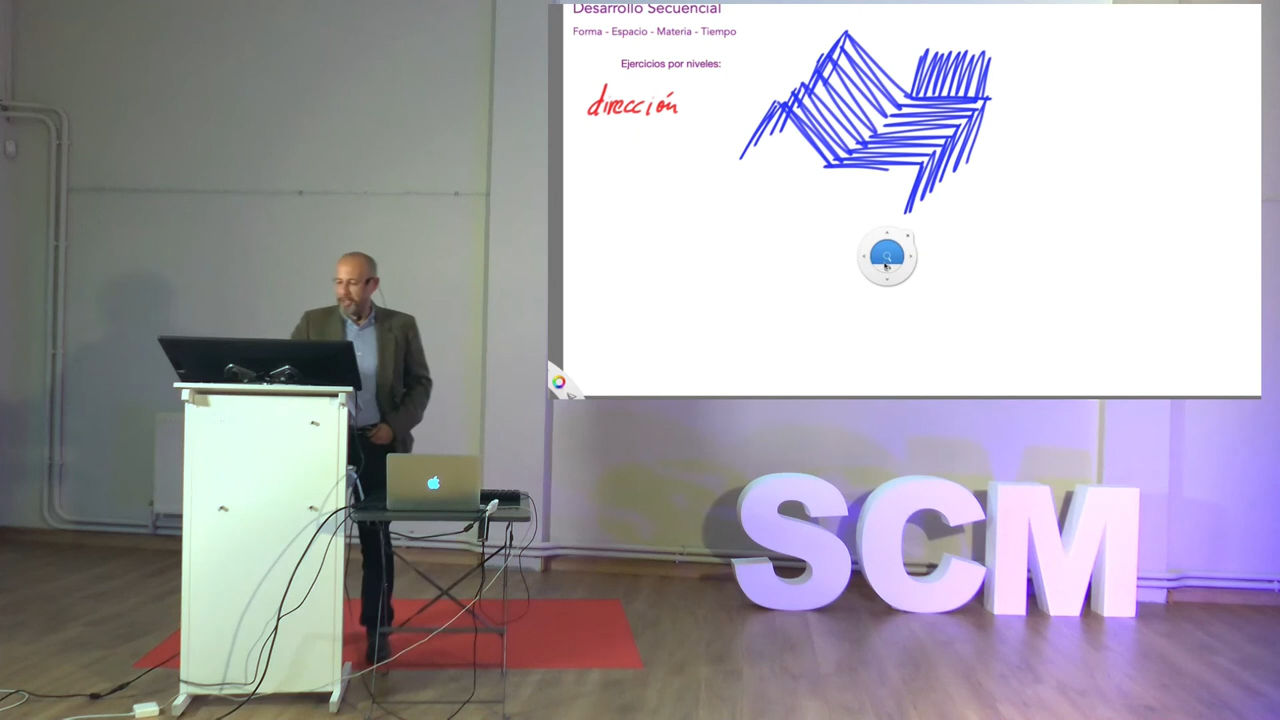 Desarrollo Secuencial
Forma - Espacio - Materia - Tiempo
Ejercicios por niveles:
dirección
SCM